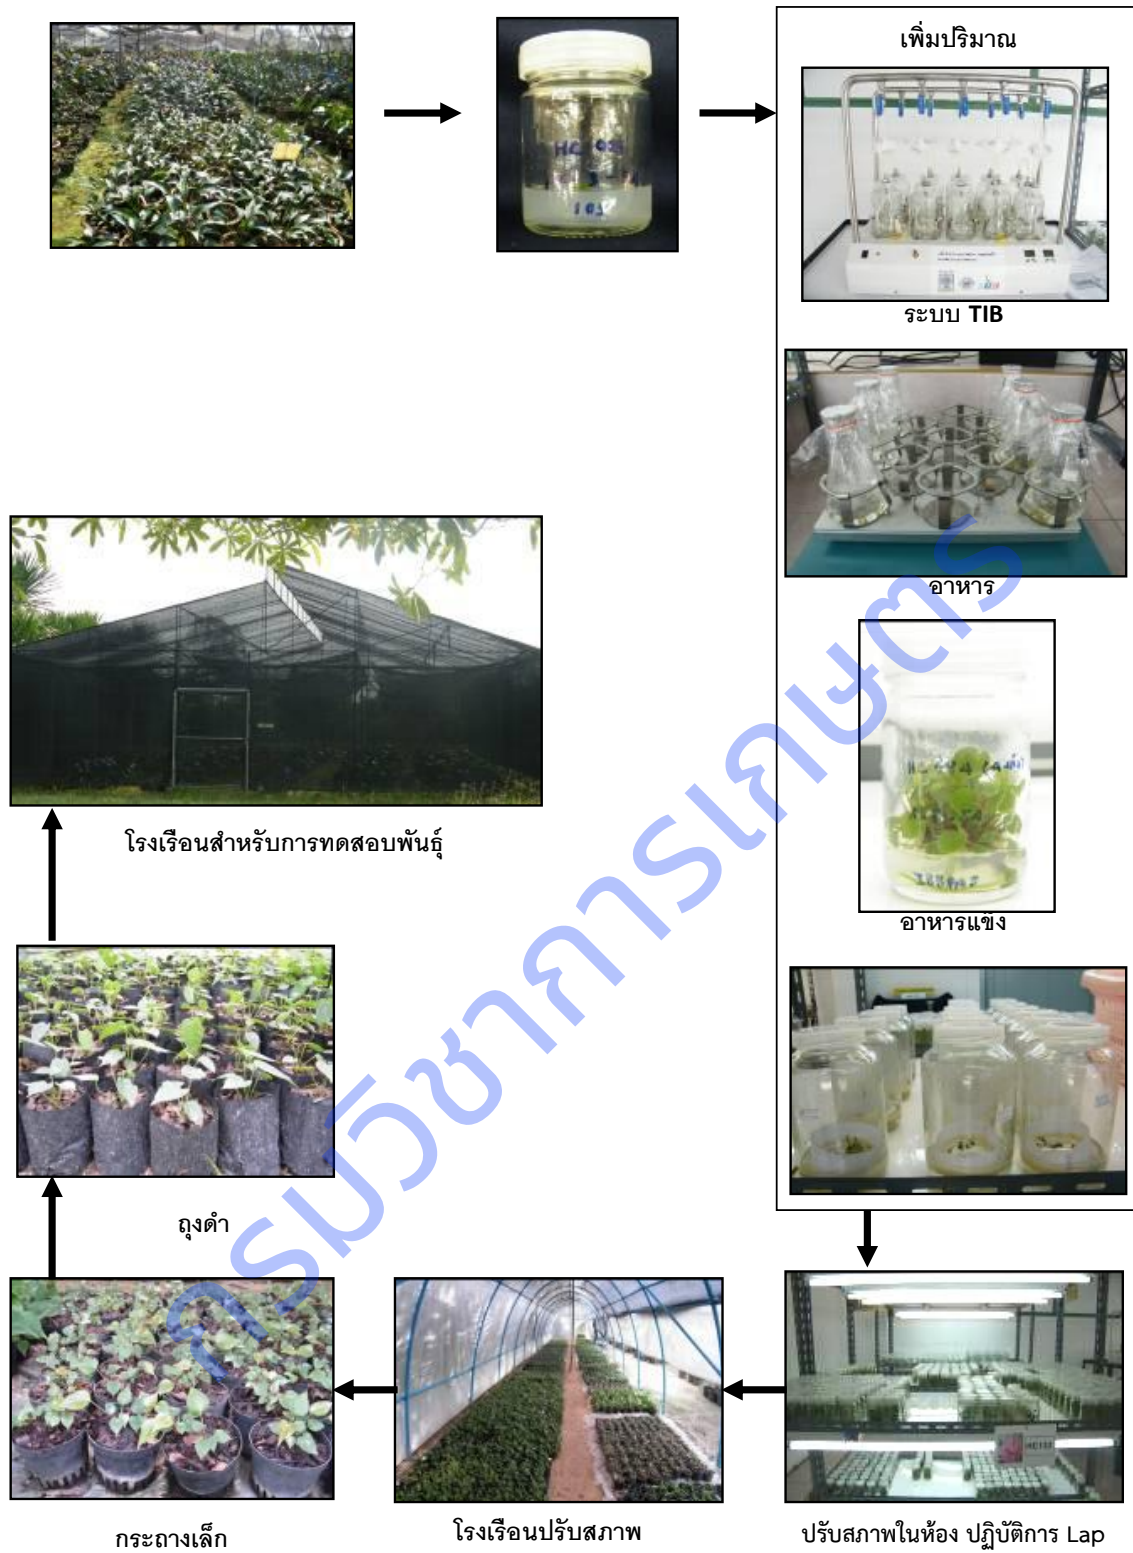 เพิ่มปริมาณ
ระบบ TIB
อาหาร
อาหารแข็ง
โรงเรือนสำหรับการทดสอบพันธุ์
ถุงดำ
กระถางเล็ก
โรงเรือนปรับสภาพ
ปรับสภาพในห้อง ปฏิบัติการ Lap
กรมวิชาการเกษตร
HC132